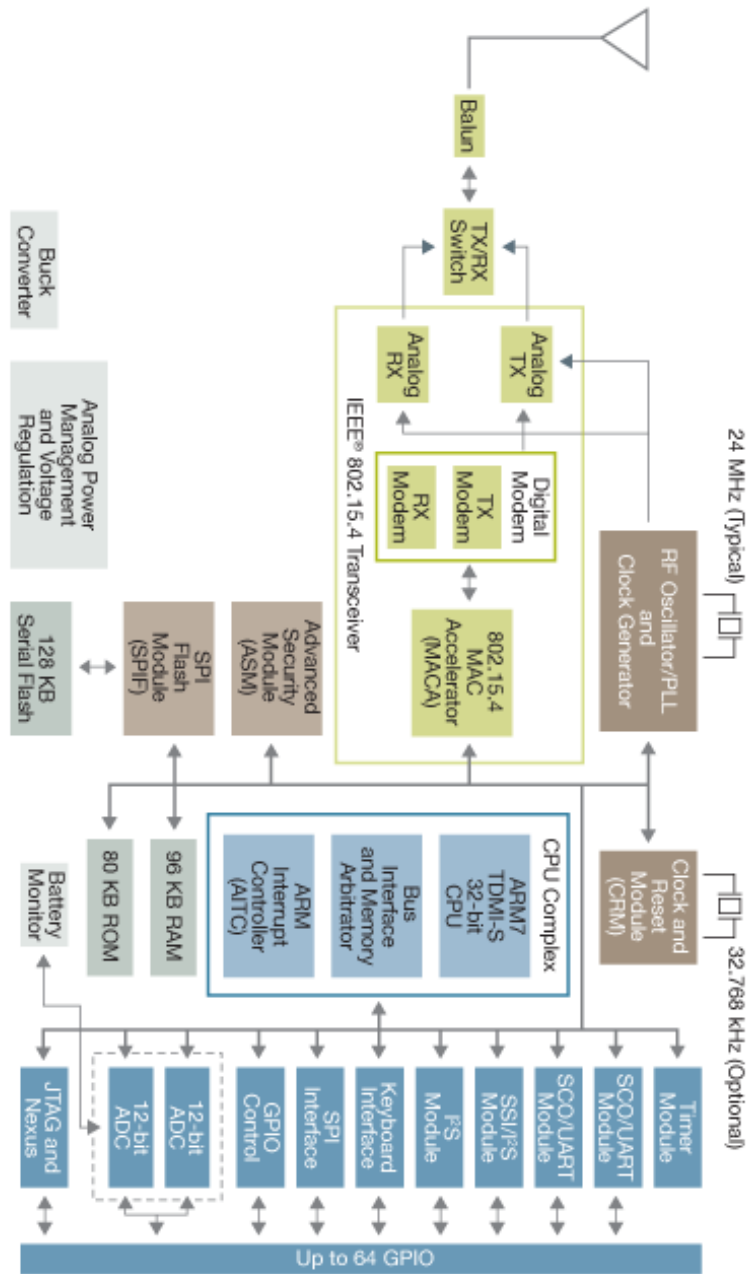 24 MHz (Typical)
32.768 kHz (Optional)
RF Oscillator/PLL
and
Clock Generator
Clock and
Reset
Module
(CRM)
Timer
Module
SCO/UART
Module
SCO/UART
Module
SSI/I²S
Module
I²S
Module
Keyboard
Interface
SPI
Interface
GPIO
Control
12-bit
ADC
12-bit
ADC
JTAG and
Nexus
Up to 64 GPIO
Balun
TX/RX
Switch
Analog
TX
Analog
RX
Digital
Modem
TX
Modem
RX
Modem
802.15.4
MAC
Accelerator
(MACA)
IEEE® 802.15.4 Transceiver
CPU Complex
ARM7
TDMI-S
32-bit
CPU
Bus
Interface
and Memory
Arbitrator
ARM
Interrupt
Controller
(AITC)
Advanced
Security
Module
(ASM)
SPI
Flash
Module
(SPIF)
96 KB RAM
80 KB ROM
Buck
Converter
Analog Power
Management
and Voltage
Regulation
128 KB
Serial Flash
Battery
Monitor